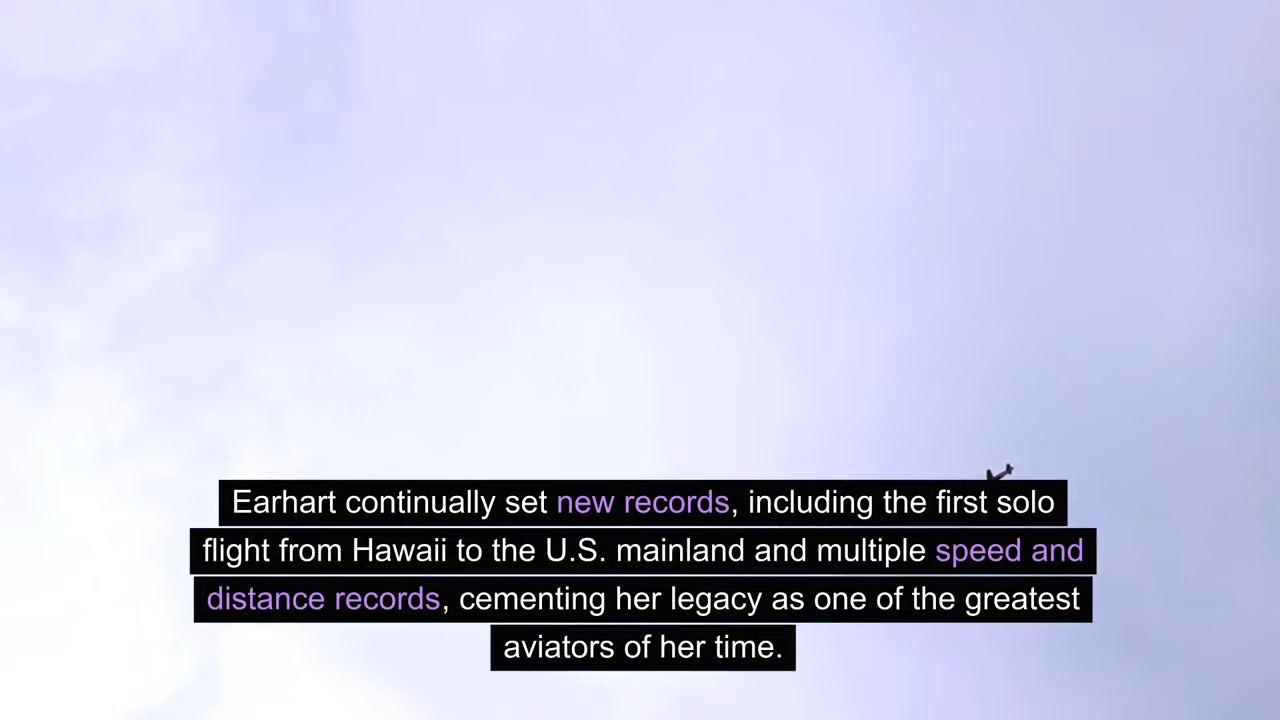 Earhart continually set new records, including the first solo
flight from Hawaii to the U.S. mainland and multiple speed and
distance records, cementing her legacy as one of the greatest
aviators of her time.